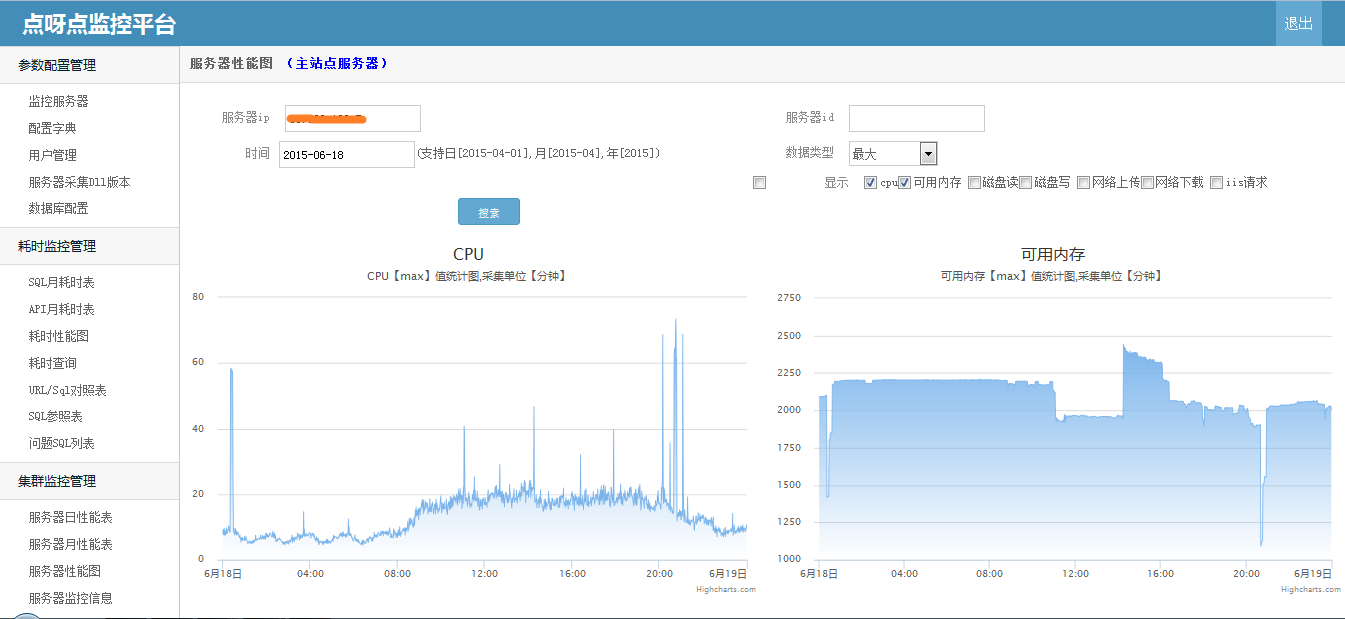 点呀点监控平台
退出
参数配置管理
监控服务器
配置字典
用户管理
服务器采集Dll版本
数据库配置
耗时监控管理
SQL月耗时表
API月耗时表
耗时性能图
耗时查询
URL/Sql对照表
SQL参照表
问题SQL列表
集群监控管理
服务器日性能表
服务器月性能表
服务器性能图
服务器监控信息
服务器性能图 (主站点服务器)
服务器ip
服务器id
时间 2015-06-18 (支持日[2015-04-01],月[2015-04],年[2015])
数据类型 最大
显示 cpu 可用内存 磁盘读 磁盘写 网络上传 网络下载 iis请求
搜索
CPU
CPU【max】值统计图,采集单位【分钟】
80
60
40
20
0
6月18日 04:00 08:00 12:00 16:00 20:00 6月19日
Highcharts.com
可用内存
可用内存【max】值统计图,采集单位【分钟】
2750
2500
2250
2000
1750
1500
1250
1000
6月18日 04:00 08:00 12:00 16:00 20:00 6月19日
Highcharts.com